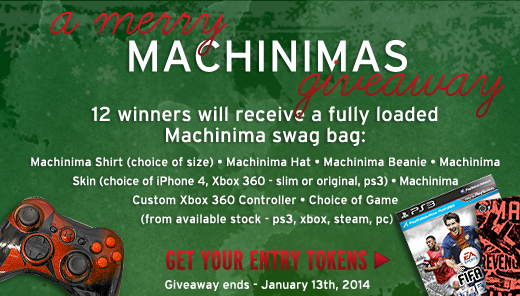 a merry
MACHINIMAS
giveaway
12 winners will receive a fully loaded
Machinima swag bag:
Machinima Shirt (choice of size) • Machinima Hat • Machinima Beanie • Machinima
Skin (choice of iPhone 4, Xbox 360 - slim or original, ps3) • Machinima
Custom Xbox 360 Controller • Choice of Game
(from available stock - ps3, xbox, steam, pc)
GET YOUR ENTRY TOKENS
Giveaway ends - January 13th, 2014
PS3
EA
SPORTS
FIFA